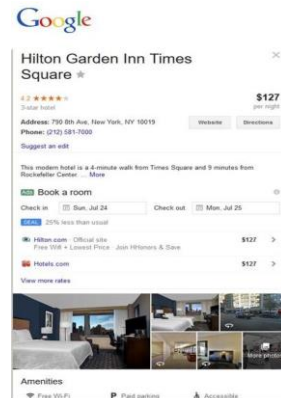 Google
Hilton Garden Inn Times
Square
4.2
$127
3-star hotel
per night
Address: 790 8th Ave, New York, NY 10019
Phone: (212) 581-7000
Website
Directions
Suggest an edit
This modern hotel is a 4-minute walk from Times Square and 9 minutes from
Rockefeller Center. ... More
Ads Book a room
Check in Sun, Jul 24 Check out Mon, Jul 25
DEAL 25% less than usual
Hilton.com · Official site $127
Free Wifi • Lowest Price · Join HHonors & Save
Hotels.com $127
View more rates
More photos
Amenities
Free Wi-Fi
Paid parking
Accessible